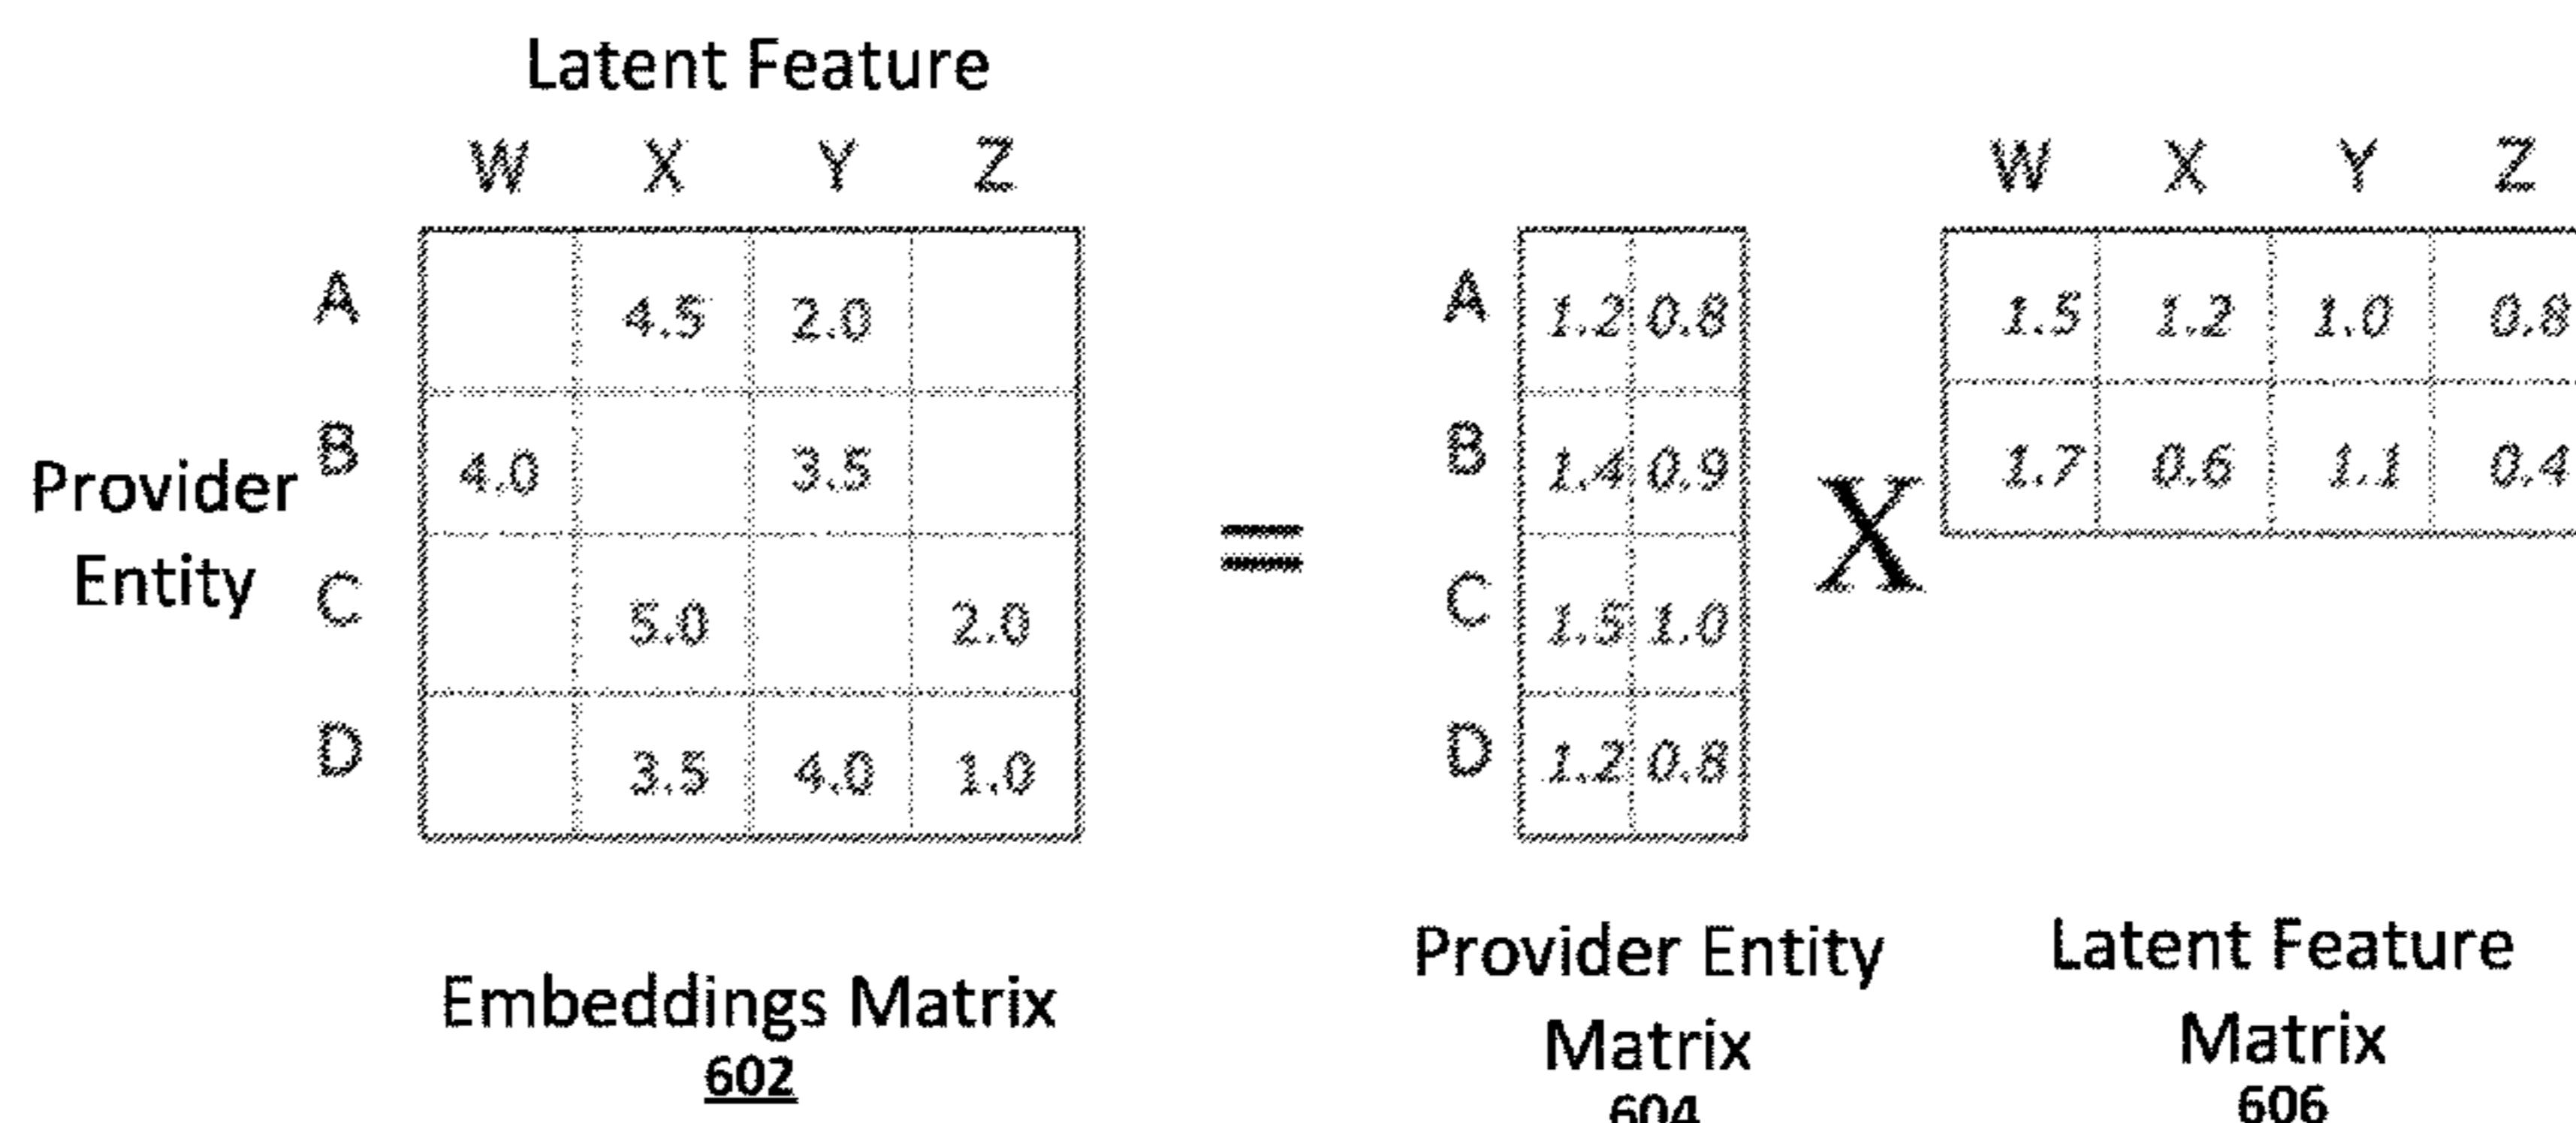 Latent Feature
W X Y Z W X Y Z
A 4.5 2.0 A 1.2 0.8 1.5 1.2 1.0 0.8
B 4.0 3.5 B 1.4 0.9 X 1.7 0.6 1.1 0.4
Provider
Entity
=
C 5.0 2.0 C 1.5 1.0
D 3.5 4.0 1.0 D 1.2 0.8
Embeddings Matrix
602
Provider Entity
Matrix
604
Latent Feature
Matrix
606